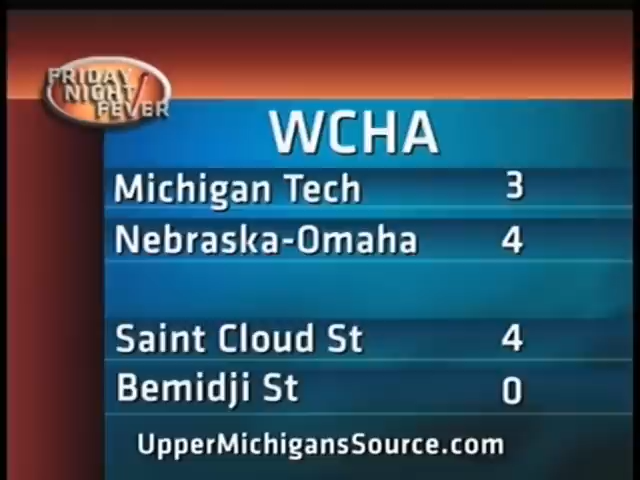 FRIDAY
NIGHT
FEVER
WCHA
Michigan Tech 3
Nebraska-Omaha 4
Saint Cloud St 4
Bemidji St 0
UpperMichigansSource.com